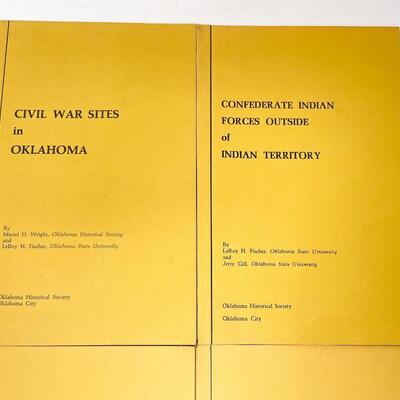 CIVIL WAR SITES
in
OKLAHOMA
By
Muriel H. Wright, Oklahoma Historical Society
and
LeRoy H. Fischer, Oklahoma State University
Oklahoma Historical Society
Oklahoma City
CONFEDERATE INDIAN
FORCES OUTSIDE
of
INDIAN TERRITORY
By
LeRoy H. Fischer, Oklahoma State University
and
Jerry Gill, Oklahoma State University
Oklahoma Historical Society
Oklahoma City